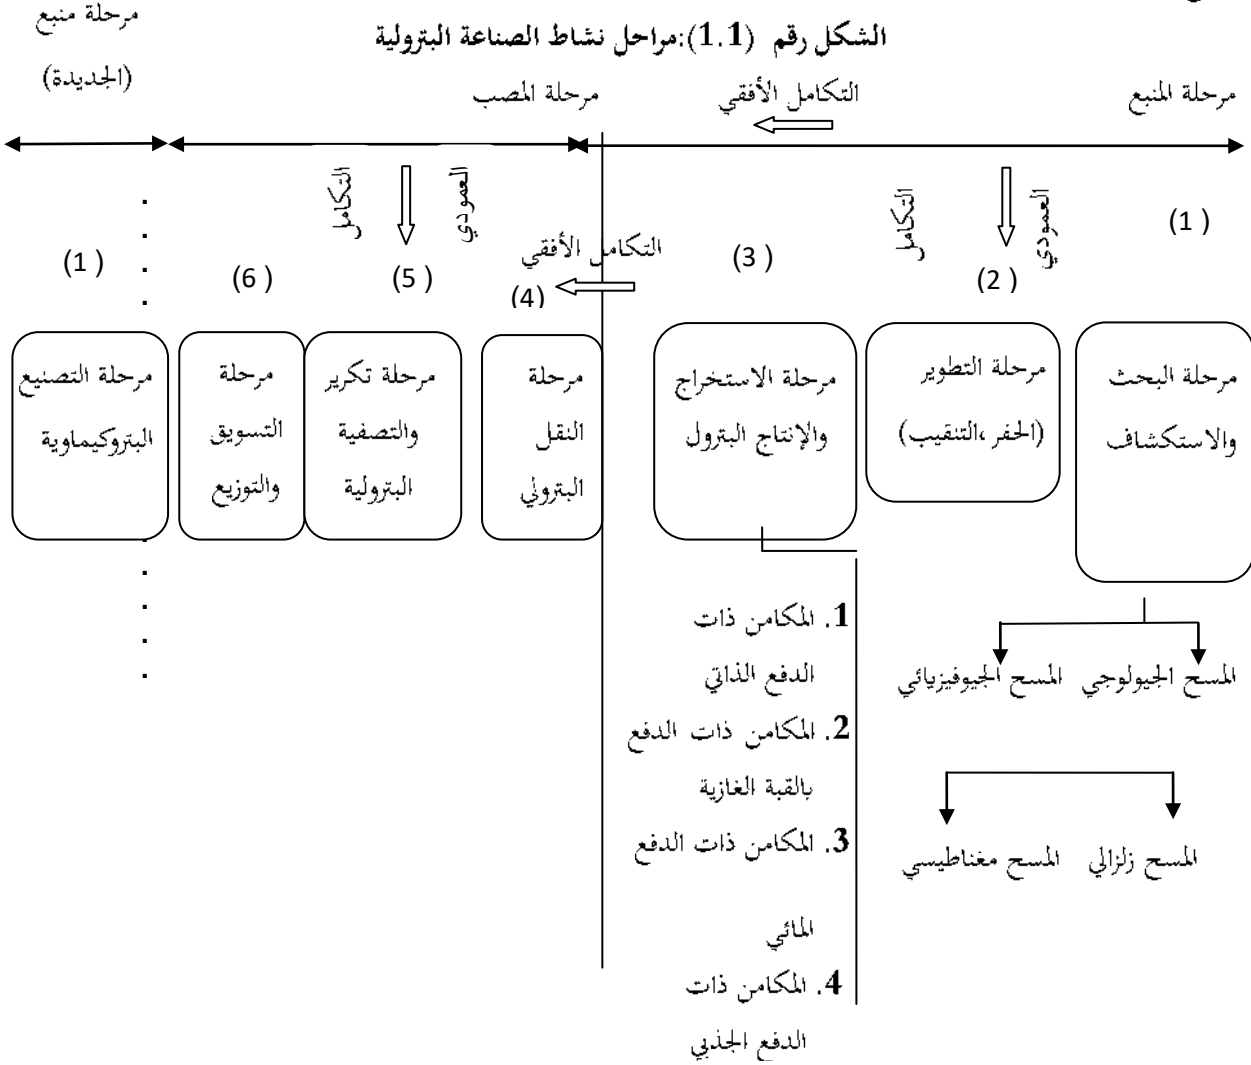 الشكل رقم (1.1):مراحل نشاط الصناعة البترولية
مرحلة المنبع
التكامل الأفقي
مرحلة المصب
مرحلة منبع
(الجديدة)
العمودي
التكامل
العمودي
التكامل
التكامل الأفقي
(1 )
(2 )
(3 )
(4)
(5 )
(6 )
(1 )
مرحلة البحث
والاستكشاف
مرحلة التطوير
(الحفر ،التنقيب)
مرحلة الاستخراج
والإنتاج البترول
مرحلة
النقل
البترولي
مرحلة تكرير
والتصفية
البترولية
مرحلة
التسويق
والتوزيع
مرحلة التصنيع
البتروكيماوية
المسح الجيولوجي
المسح الجيوفيزيائي
المسح زلزالي
المسح مغناطيسي
1. المكامن ذات
الدفع الذاتي
2. المكامن ذات الدفع
بالقبة الغازية
3. المكامن ذات الدفع
المائي
4. المكامن ذات
الدفع الجذبي